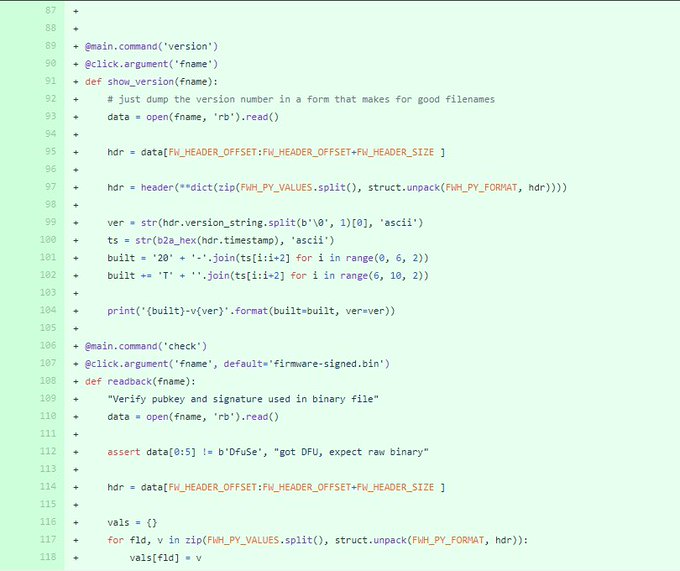 87 +
88 +
89 + @main.command('version')
90 + @click.argument('fname')
91 + def show_version(fname):
92 +     # just dump the version number in a form that makes for good filenames
93 +     data = open(fname, 'rb').read()
94 +
95 +     hdr = data[FW_HEADER_OFFSET:FW_HEADER_OFFSET+FW_HEADER_SIZE ]
96 +
97 +     hdr = header(**dict(zip(FWH_PY_VALUES.split(), struct.unpack(FWH_PY_FORMAT, hdr))))
98 +
99 +     ver = str(hdr.version_string.split(b'\0', 1)[0], 'ascii')
100 +     ts = str(b2a_hex(hdr.timestamp), 'ascii')
101 +     built = '20' + '-'.join(ts[i:i+2] for i in range(0, 6, 2))
102 +     built += 'T' + ''.join(ts[i:i+2] for i in range(6, 10, 2))
103 +
104 +     print('{built}-v{ver}'.format(built=built, ver=ver))
105 +
106 + @main.command('check')
107 + @click.argument('fname', default='firmware-signed.bin')
108 + def readback(fname):
109 +     "Verify pubkey and signature used in binary file"
110 +     data = open(fname, 'rb').read()
111 +
112 +     assert data[0:5] != b'DfuSe', "got DFU, expect raw binary"
113 +
114 +     hdr = data[FW_HEADER_OFFSET:FW_HEADER_OFFSET+FW_HEADER_SIZE ]
115 +
116 +     vals = {}
117 +     for fld, v in zip(FWH_PY_VALUES.split(), struct.unpack(FWH_PY_FORMAT, hdr)):
118 +         vals[fld] = v